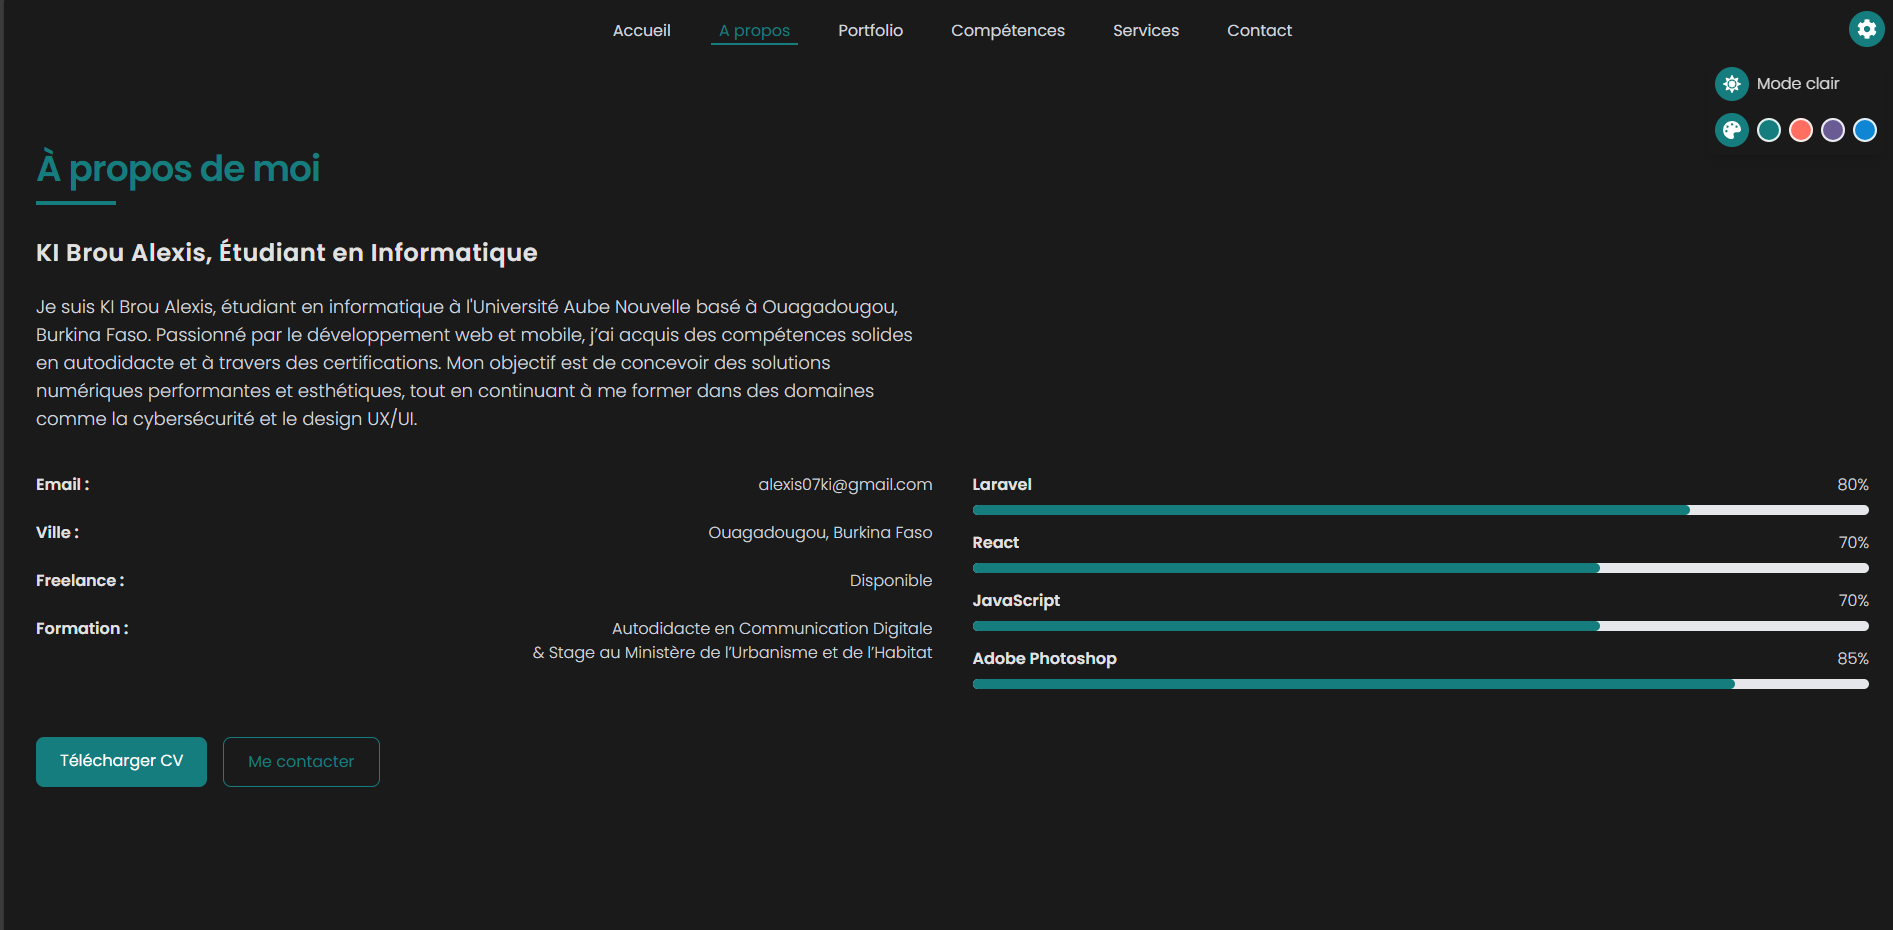 Accueil
A propos
Portfolio
Compétences
Services
Contact
Mode clair
À propos de moi
KI Brou Alexis, Étudiant en Informatique
Je suis KI Brou Alexis, étudiant en informatique à l'Université Aube Nouvelle basé à Ouagadougou,
Burkina Faso. Passionné par le développement web et mobile, j’ai acquis des compétences solides
en autodidacte et à travers des certifications. Mon objectif est de concevoir des solutions
numériques performantes et esthétiques, tout en continuant à me former dans des domaines
comme la cybersécurité et le design UX/UI.
Email : alexis07ki@gmail.com
Ville : Ouagadougou, Burkina Faso
Freelance : Disponible
Formation : Autodidacte en Communication Digitale
& Stage au Ministère de l’Urbanisme et de l’Habitat
Laravel 80%
React 70%
JavaScript 70%
Adobe Photoshop 85%
Télécharger CV
Me contacter